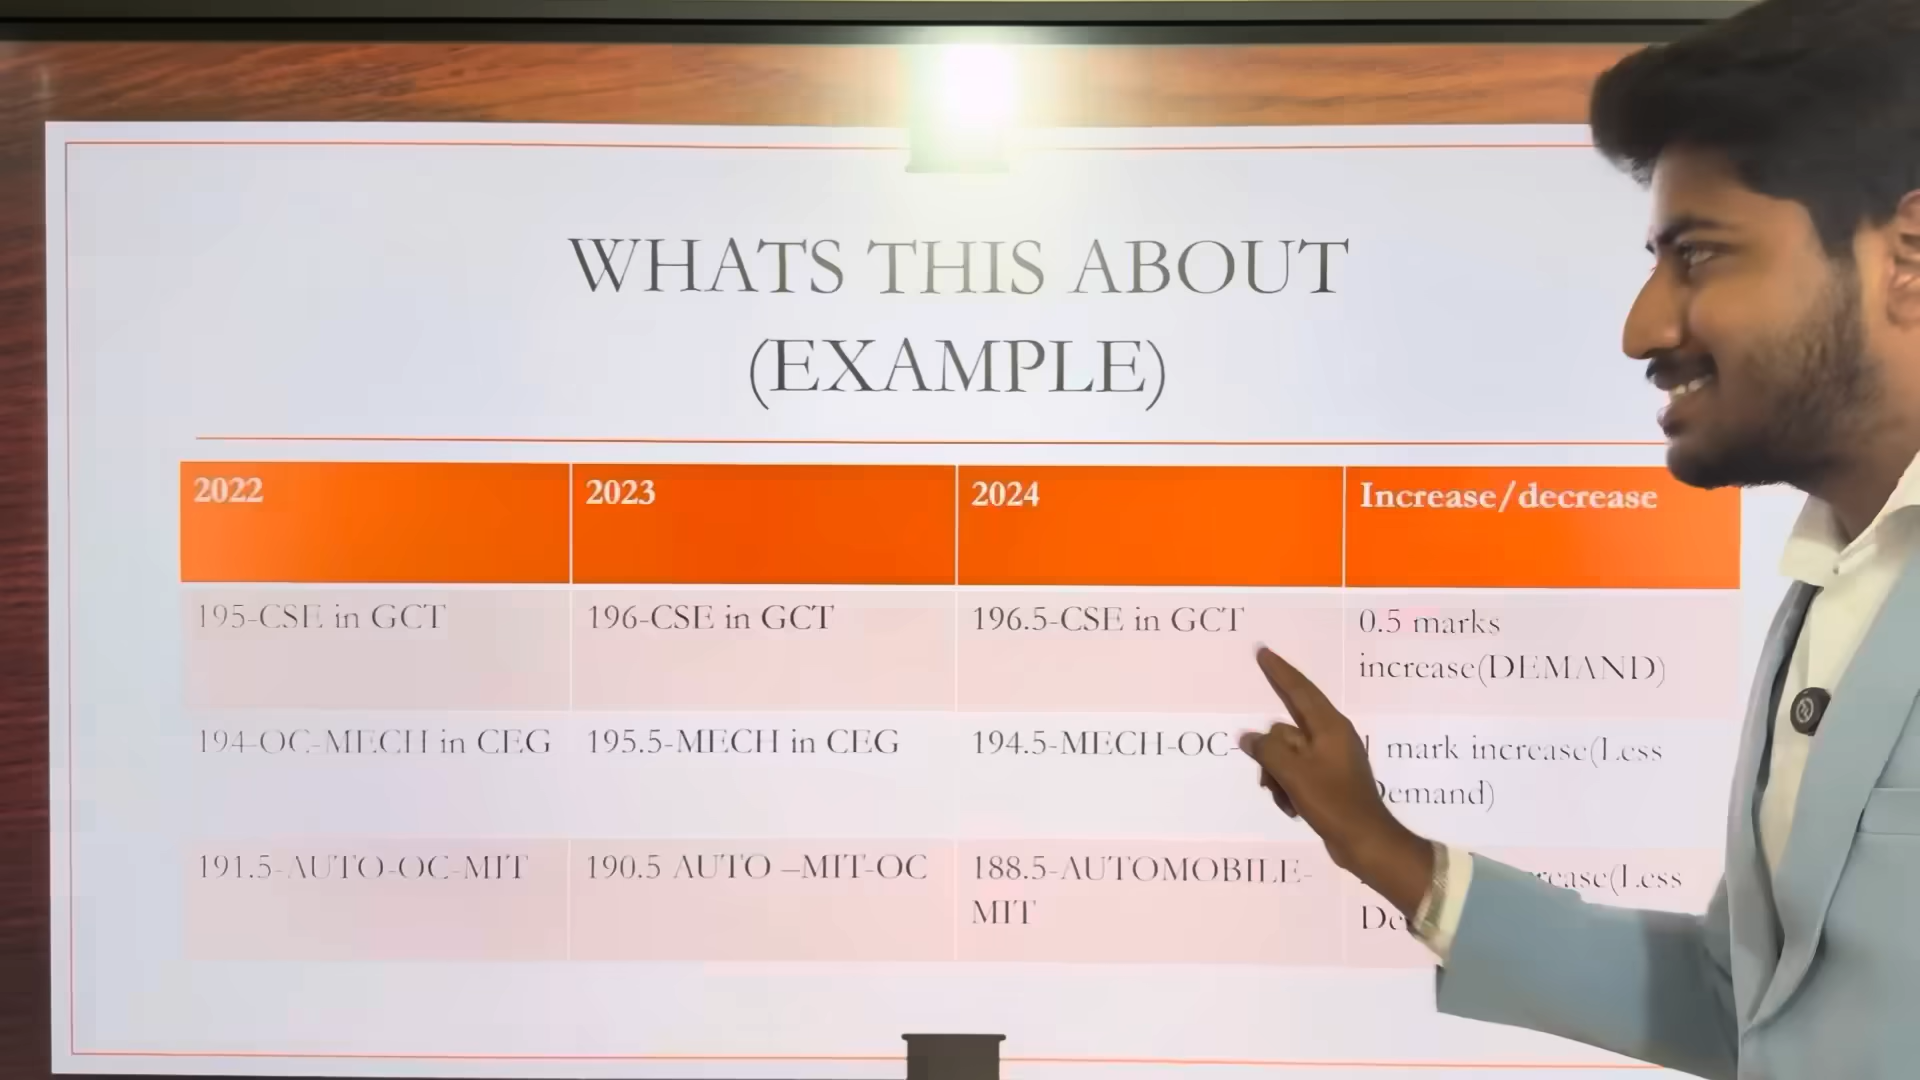 WHATS THIS ABOUT
(EXAMPLE)
2022 2023 2024 Increase/decrease
195-CSE in GCT 196-CSE in GCT 196.5-CSE in GCT 0.5 marks
increase(DEMAND)
194-OC-MECH in CEG 195.5-MECH in CEG 194.5-MECH-OC- mark increase(Less
Demand)
191.5-AUTO-OC-MIT 190.5 AUTO –MIT-OC 188.5-AUTOMOBILE-
MIT